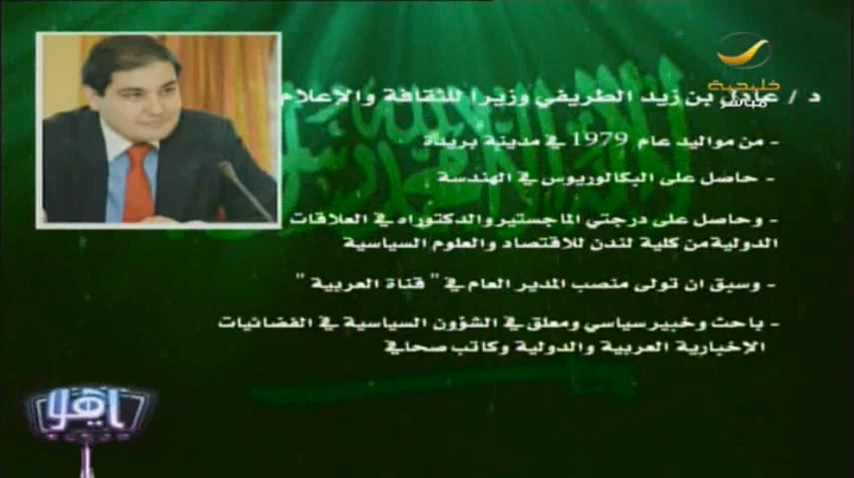 خليجية
مباشر
د / عادل بن زيد الطريفي وزيرا للثقافة والإعلام
- من مواليد عام 1979 في مدينة بريدة
- حاصل على البكالوريوس في الهندسة
- وحاصل على درجتي الماجستير والدكتوراه في العلاقات
الدولية من كلية لندن للاقتصاد والعلوم السياسية
- وسبق ان تولى منصب المدير العام في " قناة العربية "
- باحث وخبير سياسي ومعلق في الشؤون السياسية في الفضائيات
الإخبارية العربية والدولية وكاتب صحافي
ياهلا